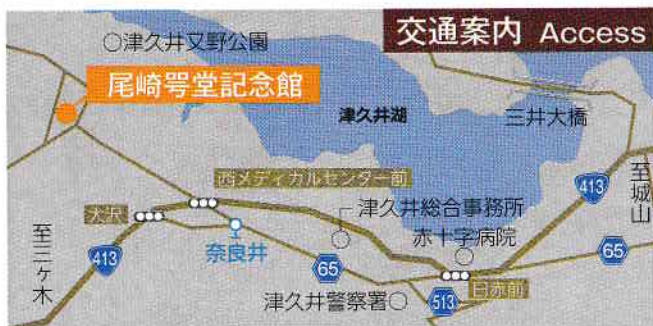 交通案内 Access
津久井又野公園
尾崎咢堂記念館
津久井湖
三井大橋
至城山
413
西メディカルセンター前
大沢
津久井総合事務所
赤十字病院
至三ヶ木
413
奈良井
65
65
日赤前
津久井警察署
513